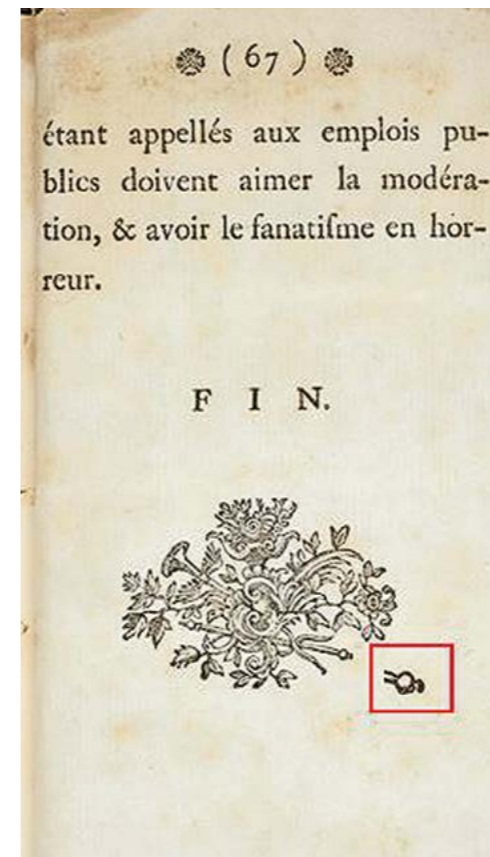 ( 67 )
étant appellés aux emplois pu-
blics doivent aimer la modéra-
tion, & avoir le fanatiſme en hor-
reur.
F I N.